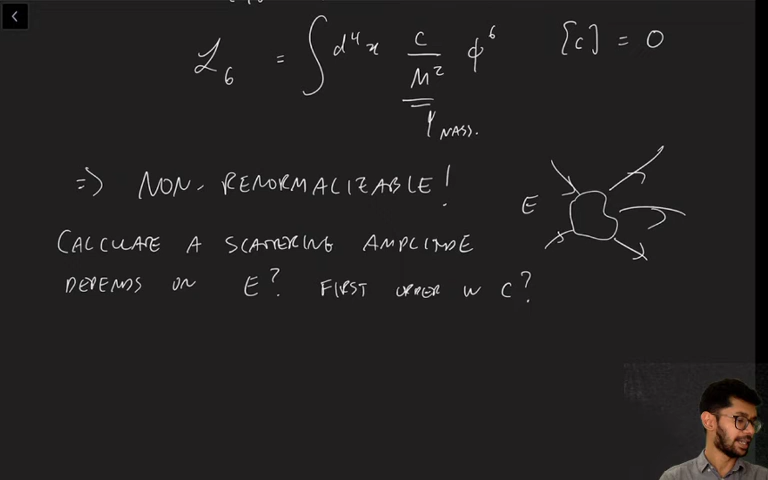 ℒ₆ = ∫ d⁴x c/M² φ⁶ [c] = 0
MASS.
⇒ NON-RENORMALIZABLE!
E
CALCULATE A SCATTERING AMPLITUDE
DEPENDS ON E? FIRST ORDER IN C?